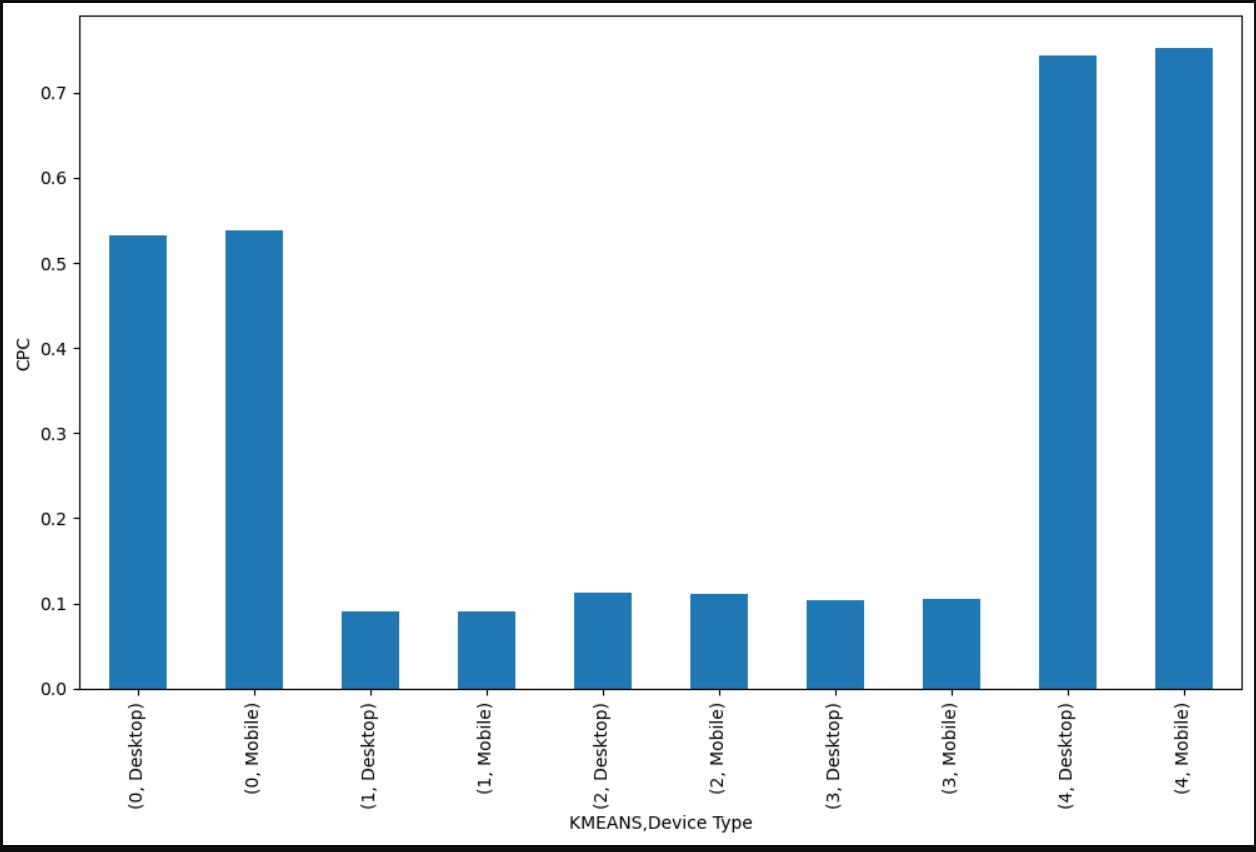 CPC
0.7
0.6
0.5
0.4
0.3
0.2
0.1
0.0
(0, Desktop)
(0, Mobile)
(1, Desktop)
(1, Mobile)
(2, Desktop)
(2, Mobile)
(3, Desktop)
(3, Mobile)
(4, Desktop)
(4, Mobile)
KMEANS,Device Type